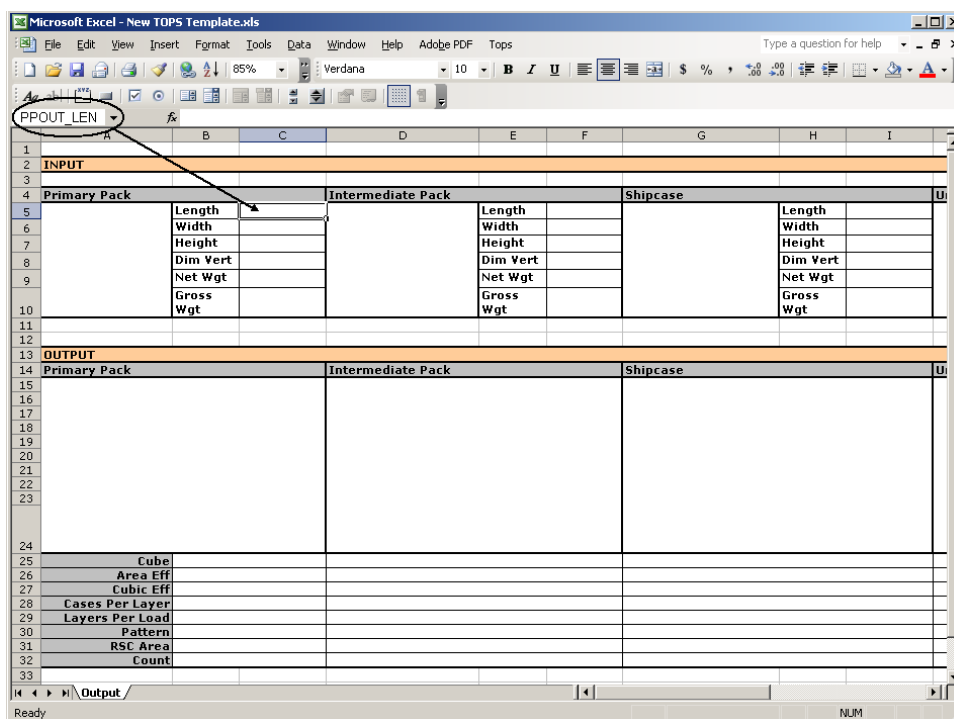 Microsoft Excel - New TOPS Template.xls
File Edit View Insert Format Tools Data Window Help Adobe PDF Tops Type a question for help
85% Verdana 10 B I U $ % ,
PPOUT_LEN fx
A B C D E F G H I
1
2 INPUT
3
4 Primary Pack Intermediate Pack Shipcase
5 Length Length Length
6 Width Width Width
7 Height Height Height
8 Dim Vert Dim Vert Dim Vert
9 Net Wgt Net Wgt Net Wgt
10 Gross Wgt Gross Wgt Gross Wgt
11
12
13 OUTPUT
14 Primary Pack Intermediate Pack Shipcase
15
16
17
18
19
20
21
22
23
24
25 Cube
26 Area Eff
27 Cubic Eff
28 Cases Per Layer
29 Layers Per Load
30 Pattern
31 RSC Area
32 Count
33
Output
Ready NUM